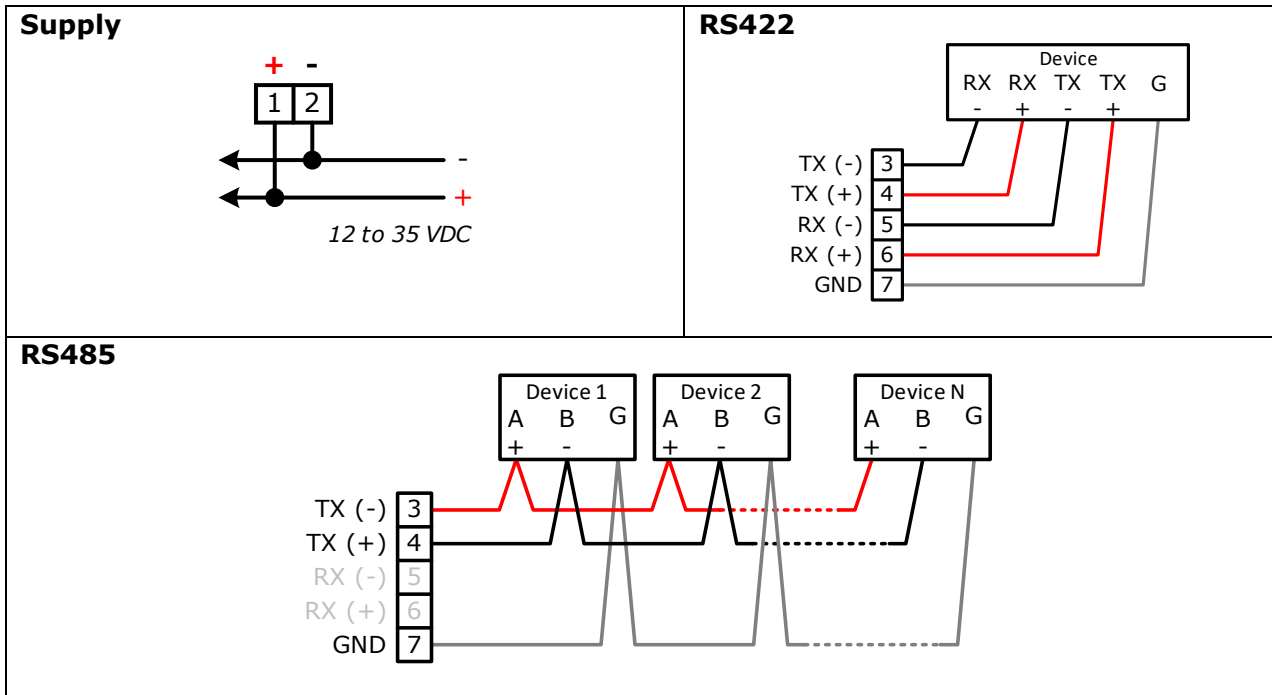 Supply
+ -
1 2
-
+
12 to 35 VDC
RS422
Device
RX RX TX TX G
- + - +
TX (-) 3
TX (+) 4
RX (-) 5
RX (+) 6
GND 7
RS485
Device 1 Device 2 Device N
A B G A B G A B G
+ - + - + -
TX (-) 3
TX (+) 4
RX (-) 5
RX (+) 6
GND 7